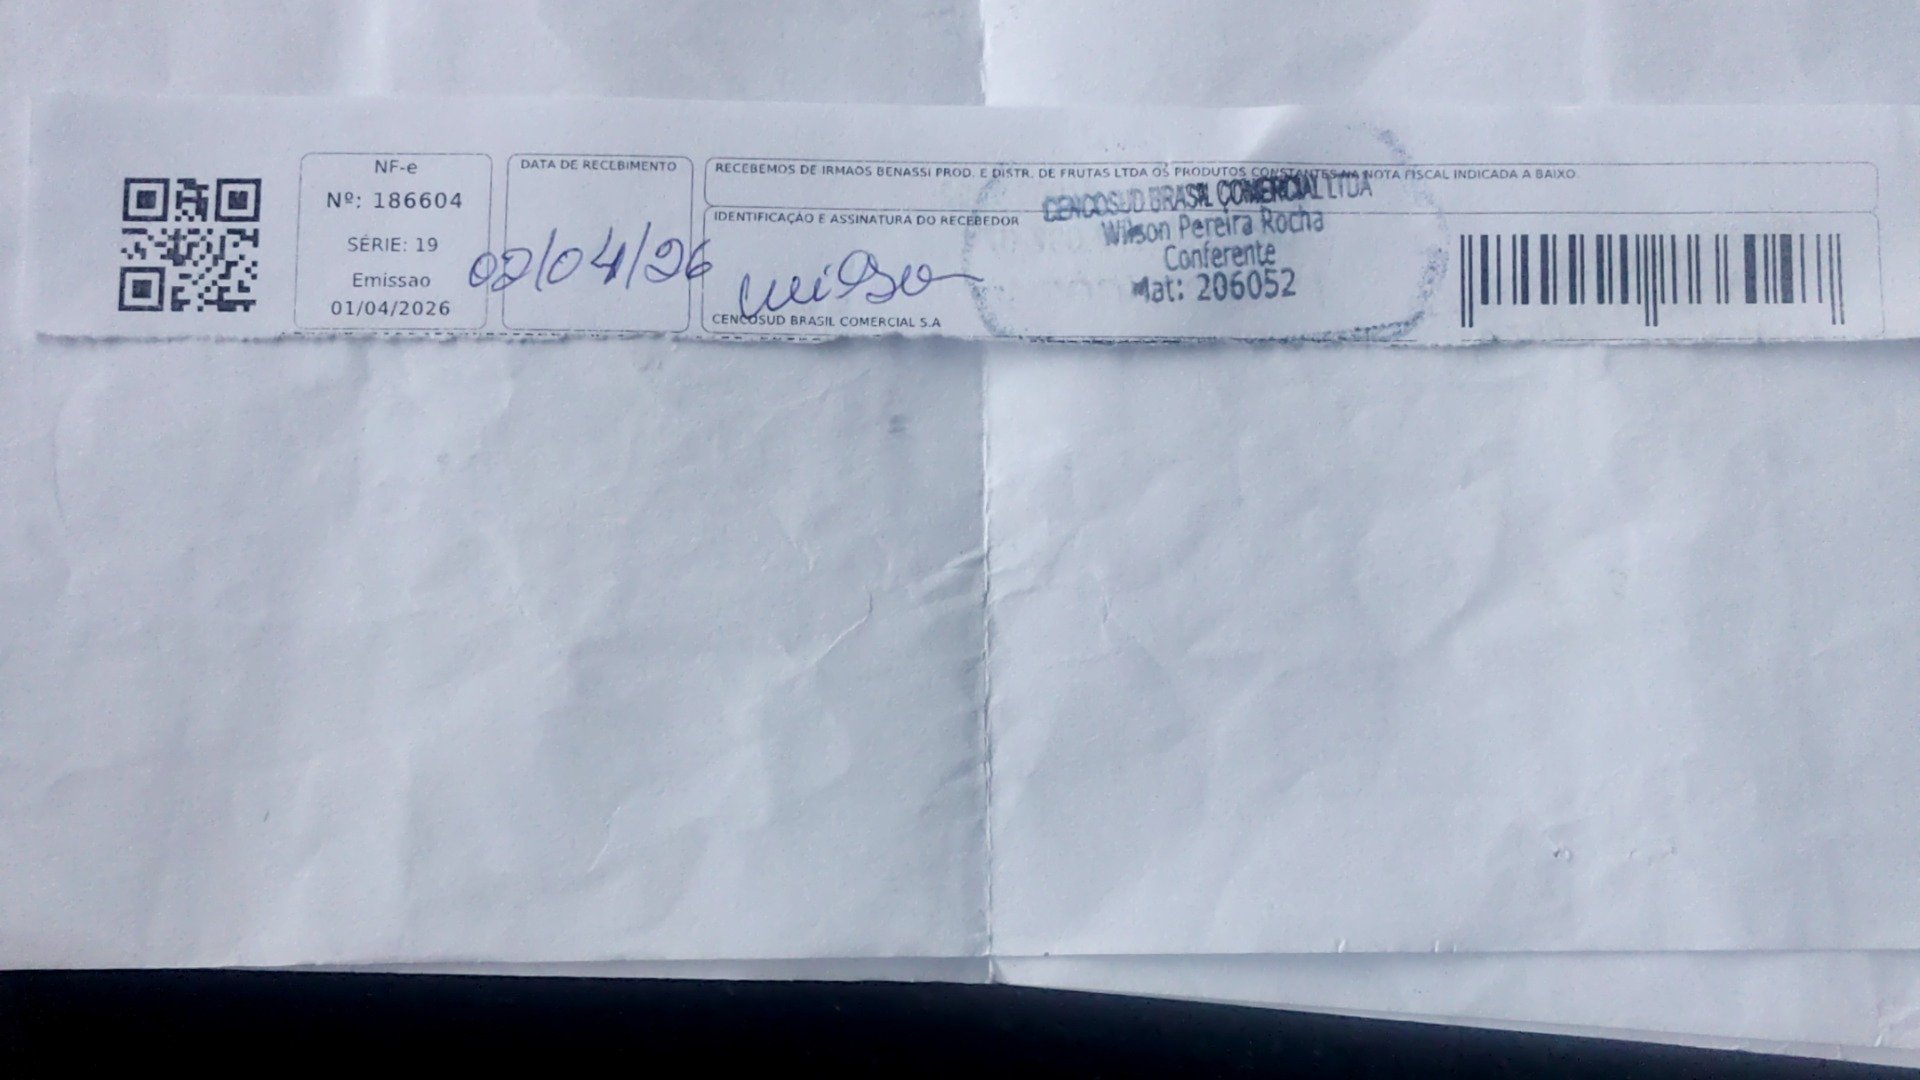 NF-e
Nº: 186604
SÉRIE: 19
Emissao
01/04/2026
DATA DE RECEBIMENTO
02/04/26
RECEBEMOS DE IRMAOS BENASSI PROD. E DISTR. DE FRUTAS LTDA OS PRODUTOS CONSTANTES NA NOTA FISCAL INDICADA A BAIXO.
IDENTIFICAÇÃO E ASSINATURA DO RECEBEDOR
Wilson
CENCOSUD BRASIL COMERCIAL S.A
CENCOSUD BRASIL COMERCIAL LTDA
Wilson Pereira Rocha
Conferente
Mat: 206052